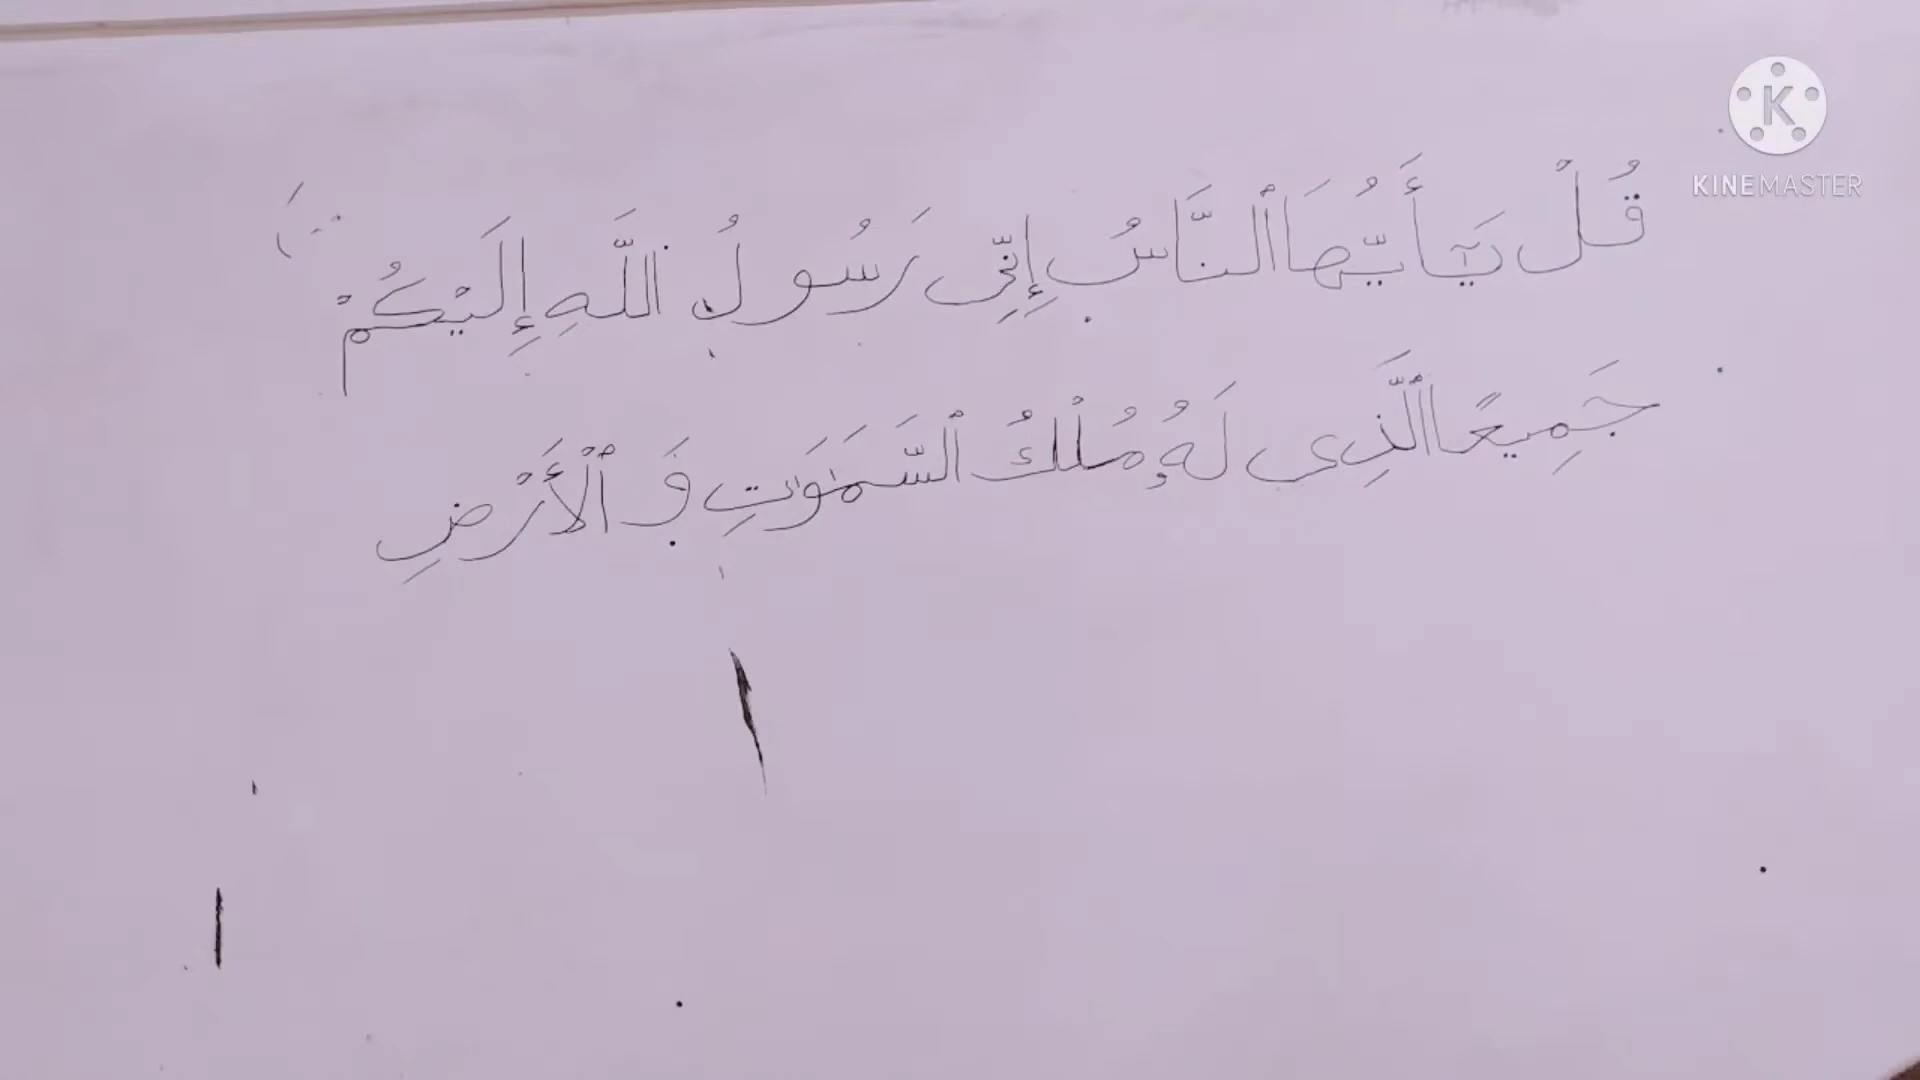 KINEMASTER
قُلْ يَٰٓأَيُّهَا ٱلنَّاسُ إِنِّى رَسُولُ ٱللَّهِ إِلَيْكُمْ
جَمِيعًا ٱلَّذِى لَهُۥ مُلْكُ ٱلسَّمَٰوَٰتِ وَ ٱلْأَرْضِ